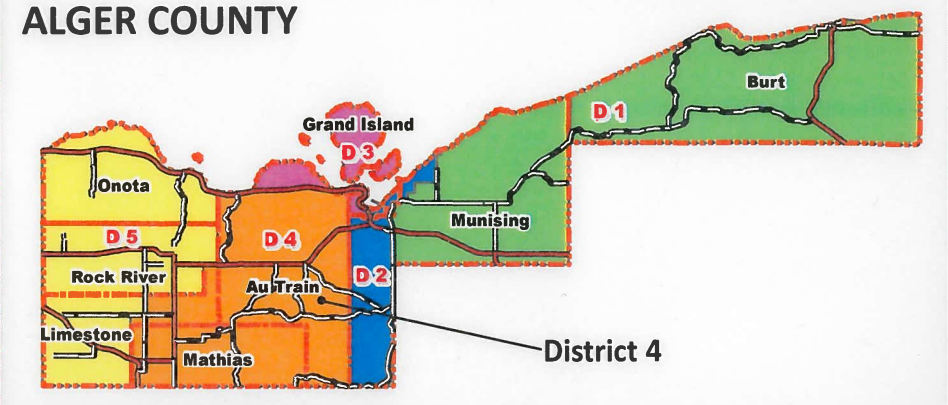 ALGER COUNTY
Burt
D 1
Grand Island
D 3
Onota
Munising
D 5
D 4
Rock River
D 2
Au Train
Limestone
District 4
Mathias